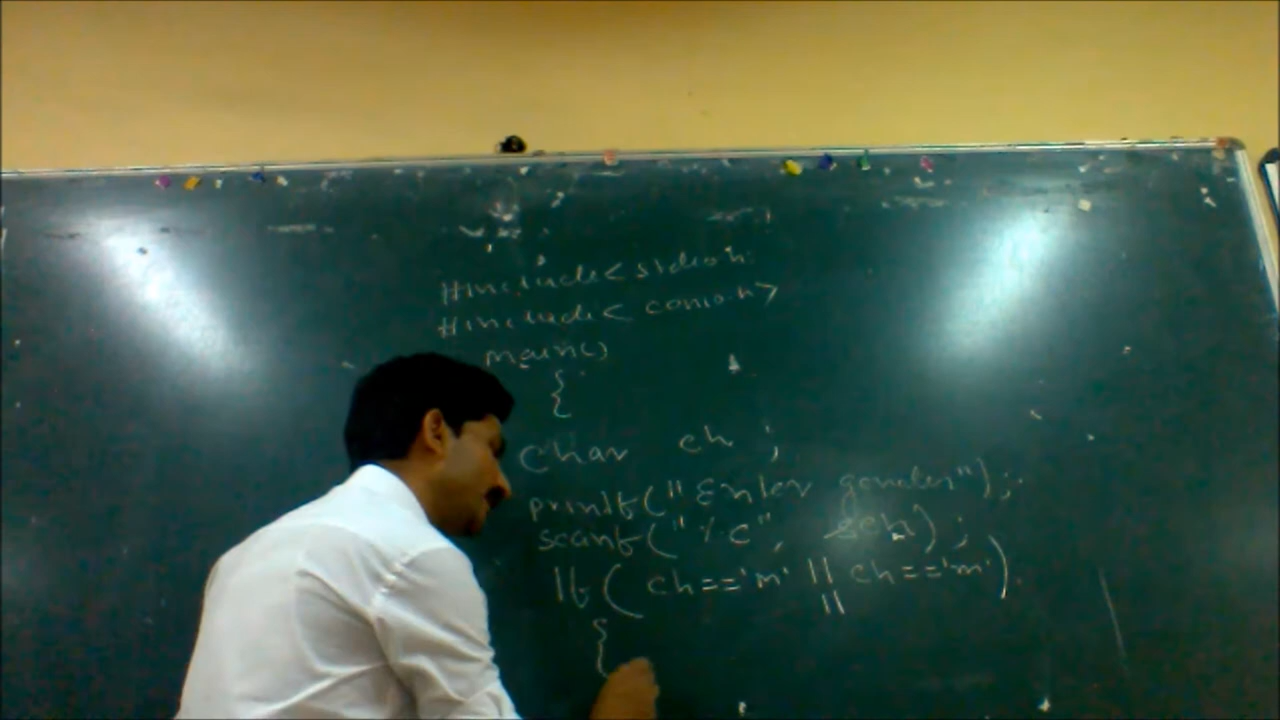 #include< stdio.h
#include< conio.h>
main()
{
char ch ;
printf("Enter gender");
scanf("%c", &ch);
If ( ch=='m' || ch=='m')
||
{